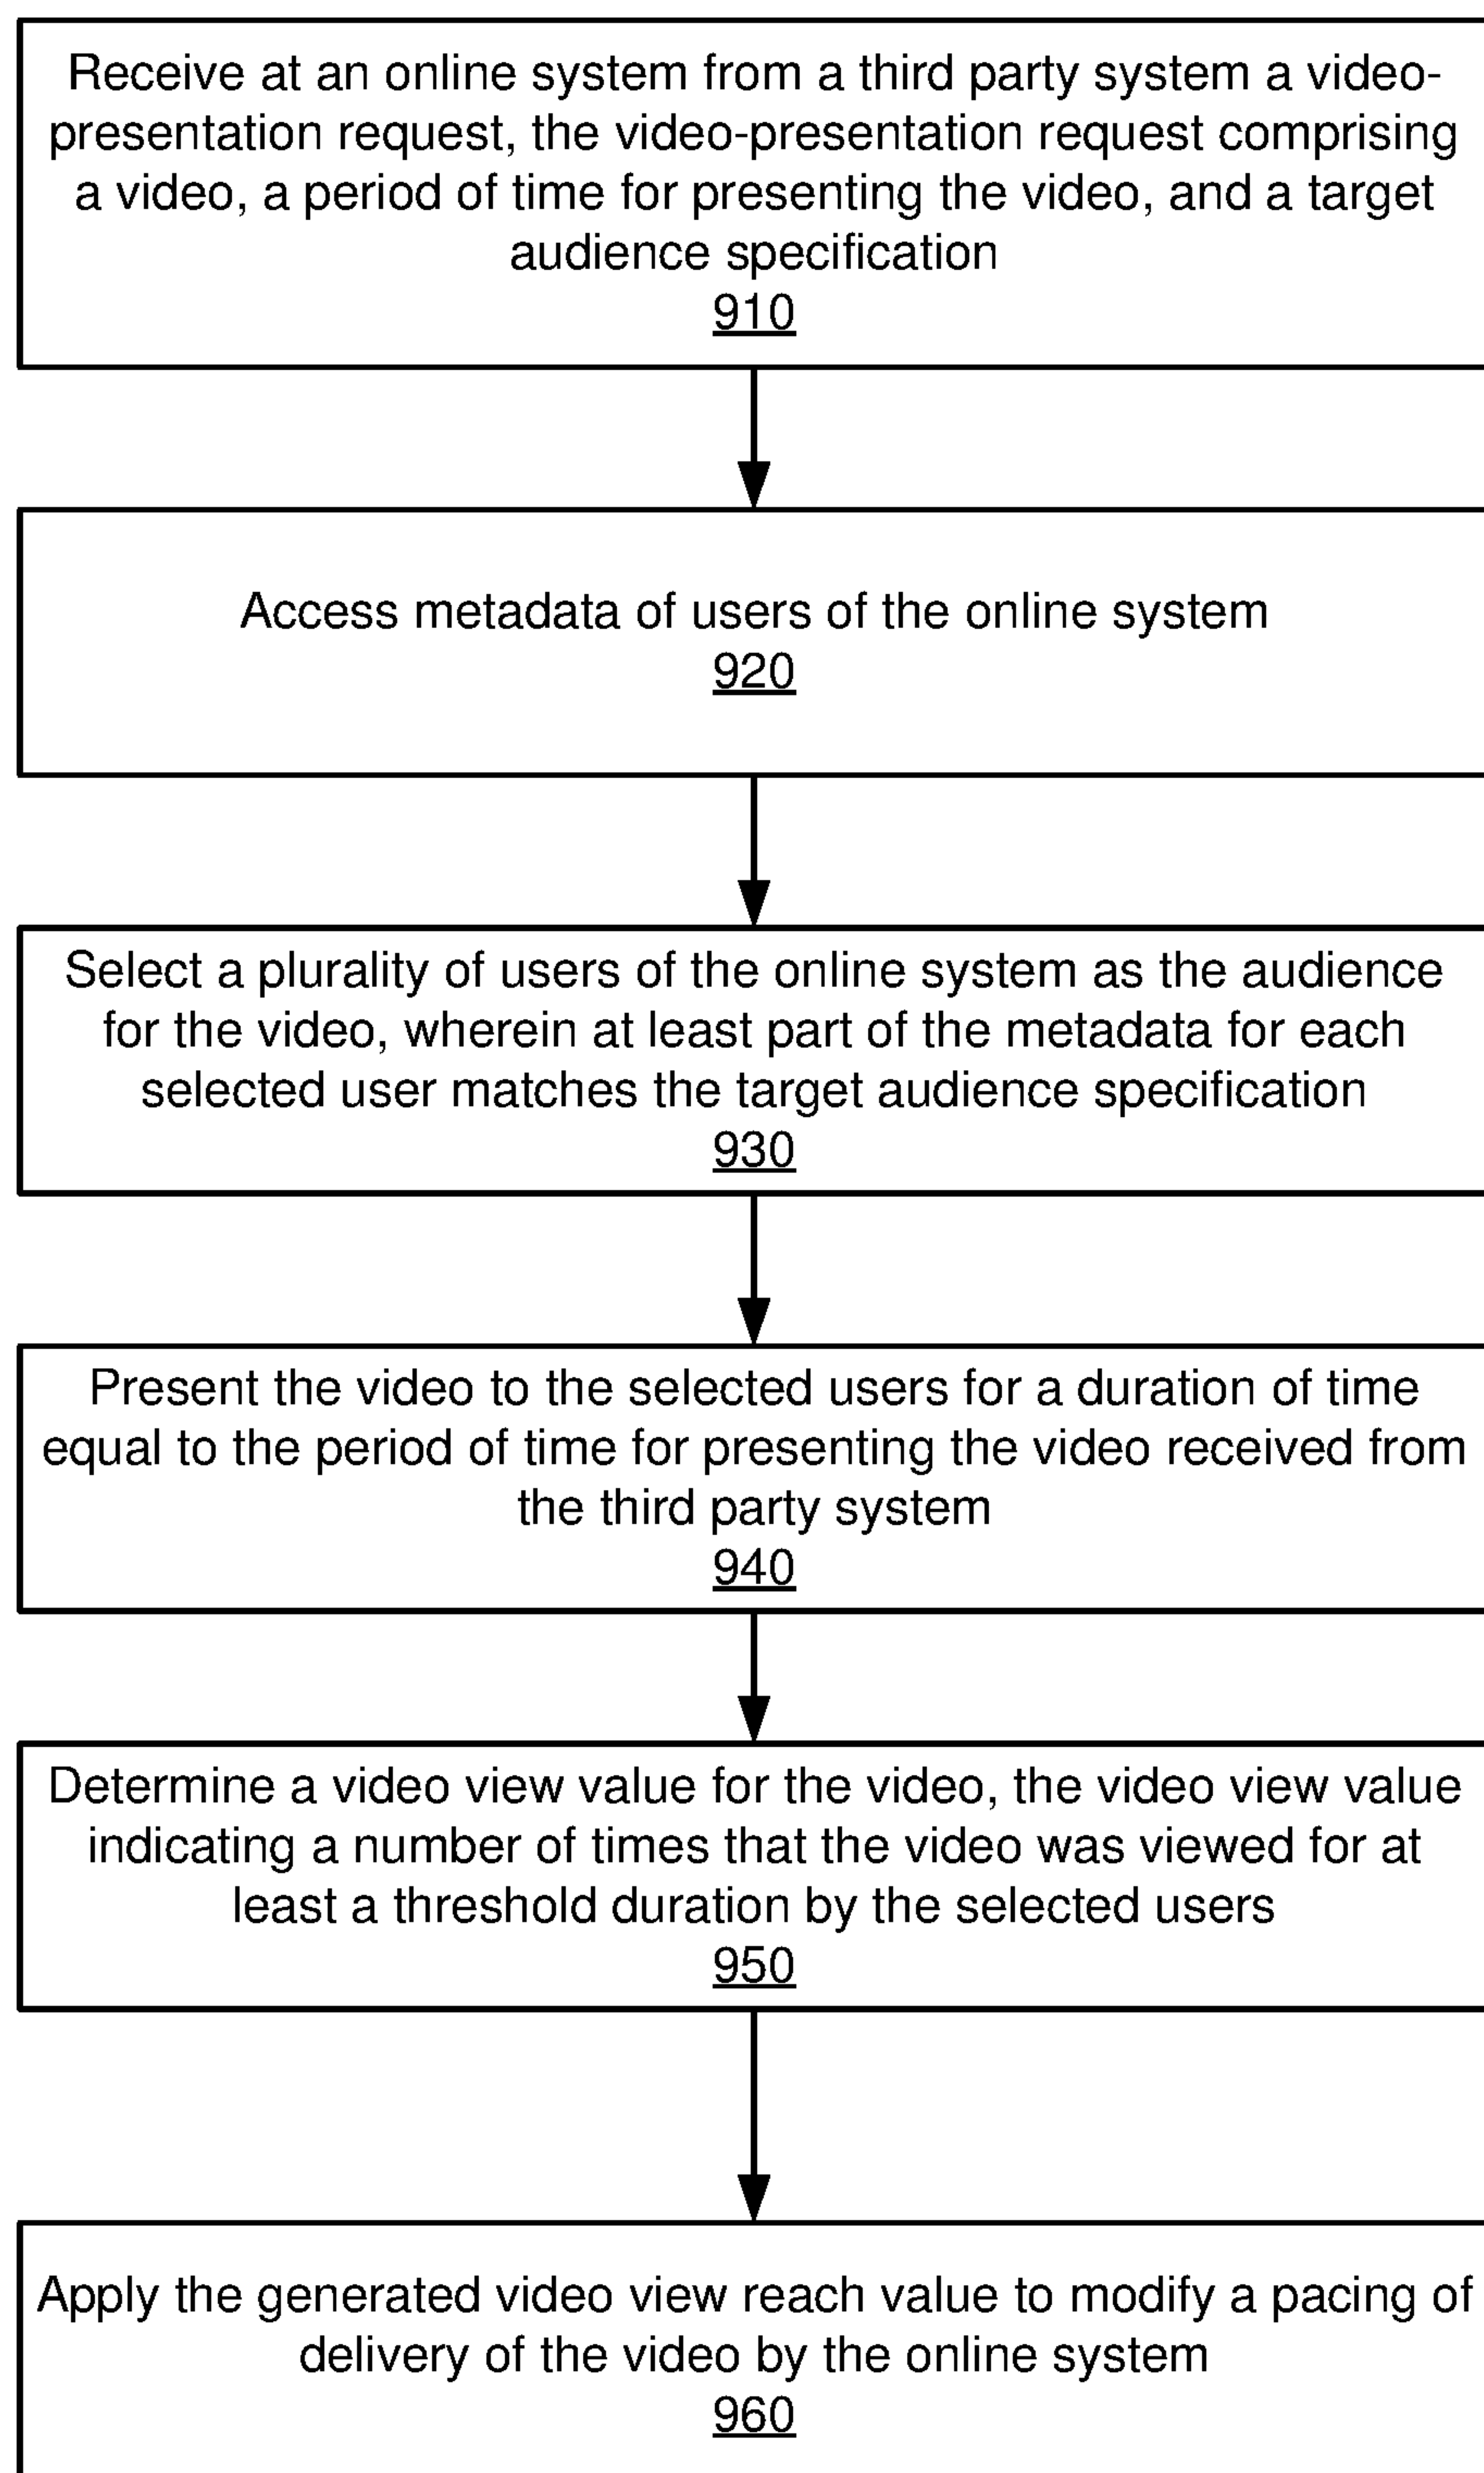 Receive at an online system from a third party system a video-
presentation request, the video-presentation request comprising
a video, a period of time for presenting the video, and a target
audience specification
910
Access metadata of users of the online system
920
Select a plurality of users of the online system as the audience
for the video, wherein at least part of the metadata for each
selected user matches the target audience specification
930
Present the video to the selected users for a duration of time
equal to the period of time for presenting the video received from
the third party system
940
Determine a video view value for the video, the video view value
indicating a number of times that the video was viewed for at
least a threshold duration by the selected users
950
Apply the generated video view reach value to modify a pacing of
delivery of the video by the online system
960